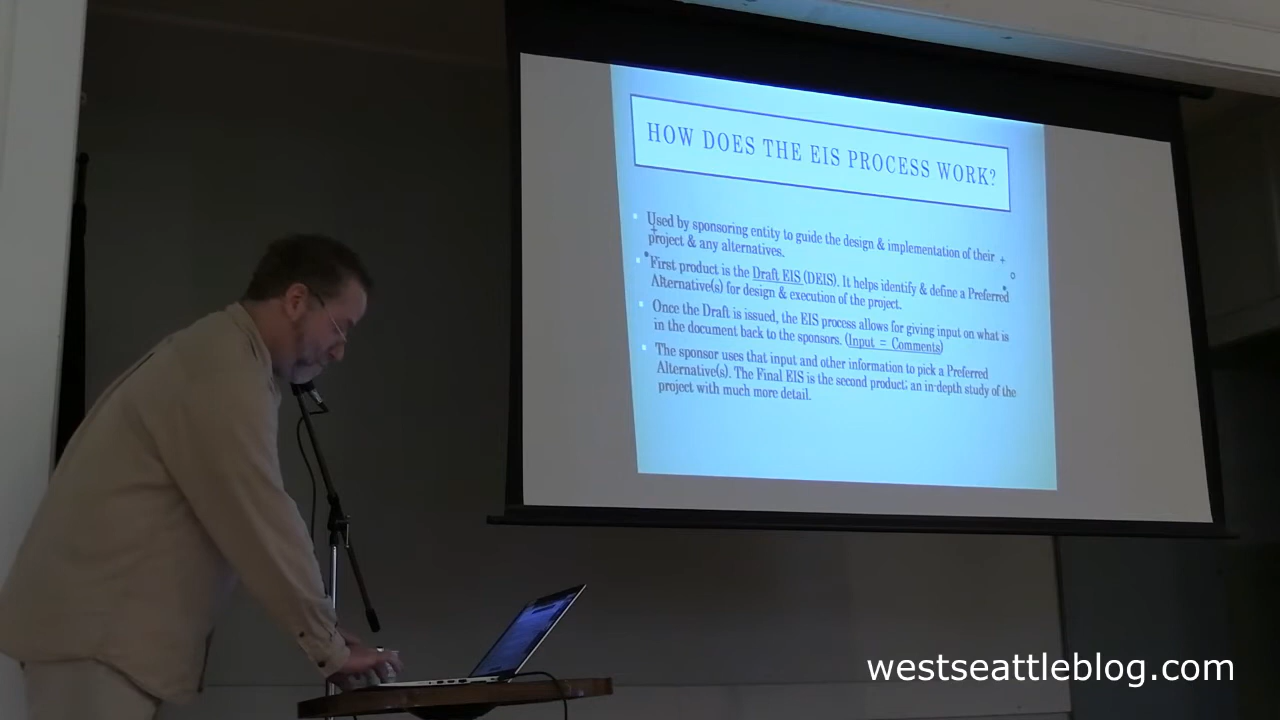 HOW DOES THE EIS PROCESS WORK?
Used by sponsoring entity to guide the design & implementation of their
project & any alternatives.
First product is the Draft EIS (DEIS). It helps identify & define a Preferred
Alternative(s) for design & execution of the project.
Once the Draft is issued, the EIS process allows for giving input on what is
in the document back to the sponsors. (Input = Comments)
The sponsor uses that input and other information to pick a Preferred
Alternative(s). The Final EIS is the second product; an in-depth study of the
project with much more detail.
westseattleblog.com